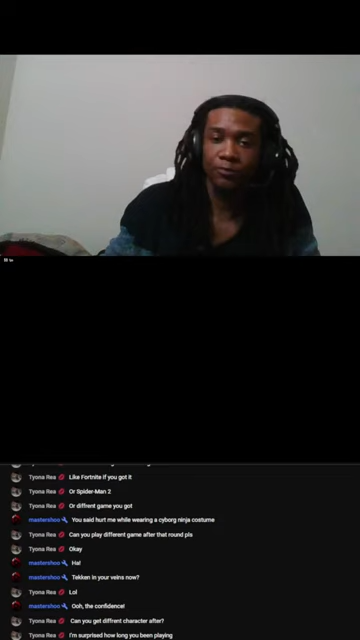 Tyona Rea Like Fortnite if you got it
Tyona Rea Or Spider-Man 2
Tyona Rea Or diffrent game you got
mastershoo You said hurt me while wearing a cyborg ninja costume
Tyona Rea Can you play different game after that round pls
Tyona Rea Okay
mastershoo Ha!
mastershoo Tekken in your veins now?
Tyona Rea Lol
mastershoo Ooh, the confidence!
Tyona Rea Can you get diffrent character after?
Tyona Rea I'm surprised how long you been playing